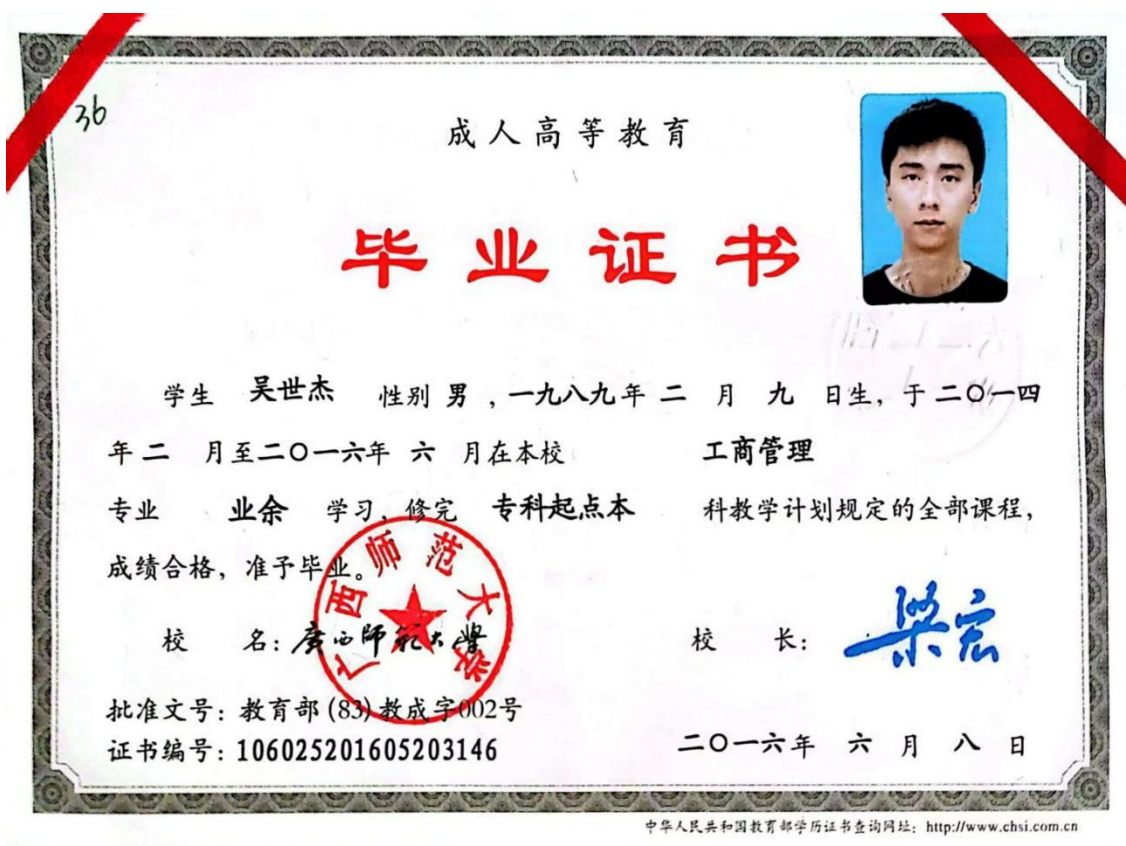 36
成人高等教育
毕业证书
学生 吴世杰 性别 男 ，一九八九年 二 月 九 日生，于二〇一四
年二 月至二〇一六年 六 月在本校 工商管理
专业 业余 学习，修完 专科起点本 科教学计划规定的全部课程，
成绩合格，准予毕业。
广西师范大学
校 名：广西师范大学 校 长：梁宏
批准文号：教育部(83)教成字002号
证书编号：106025201605203146 二〇一六年 六 月 八 日
中华人民共和国教育部学历证书查询网址：http://www.chsi.com.cn